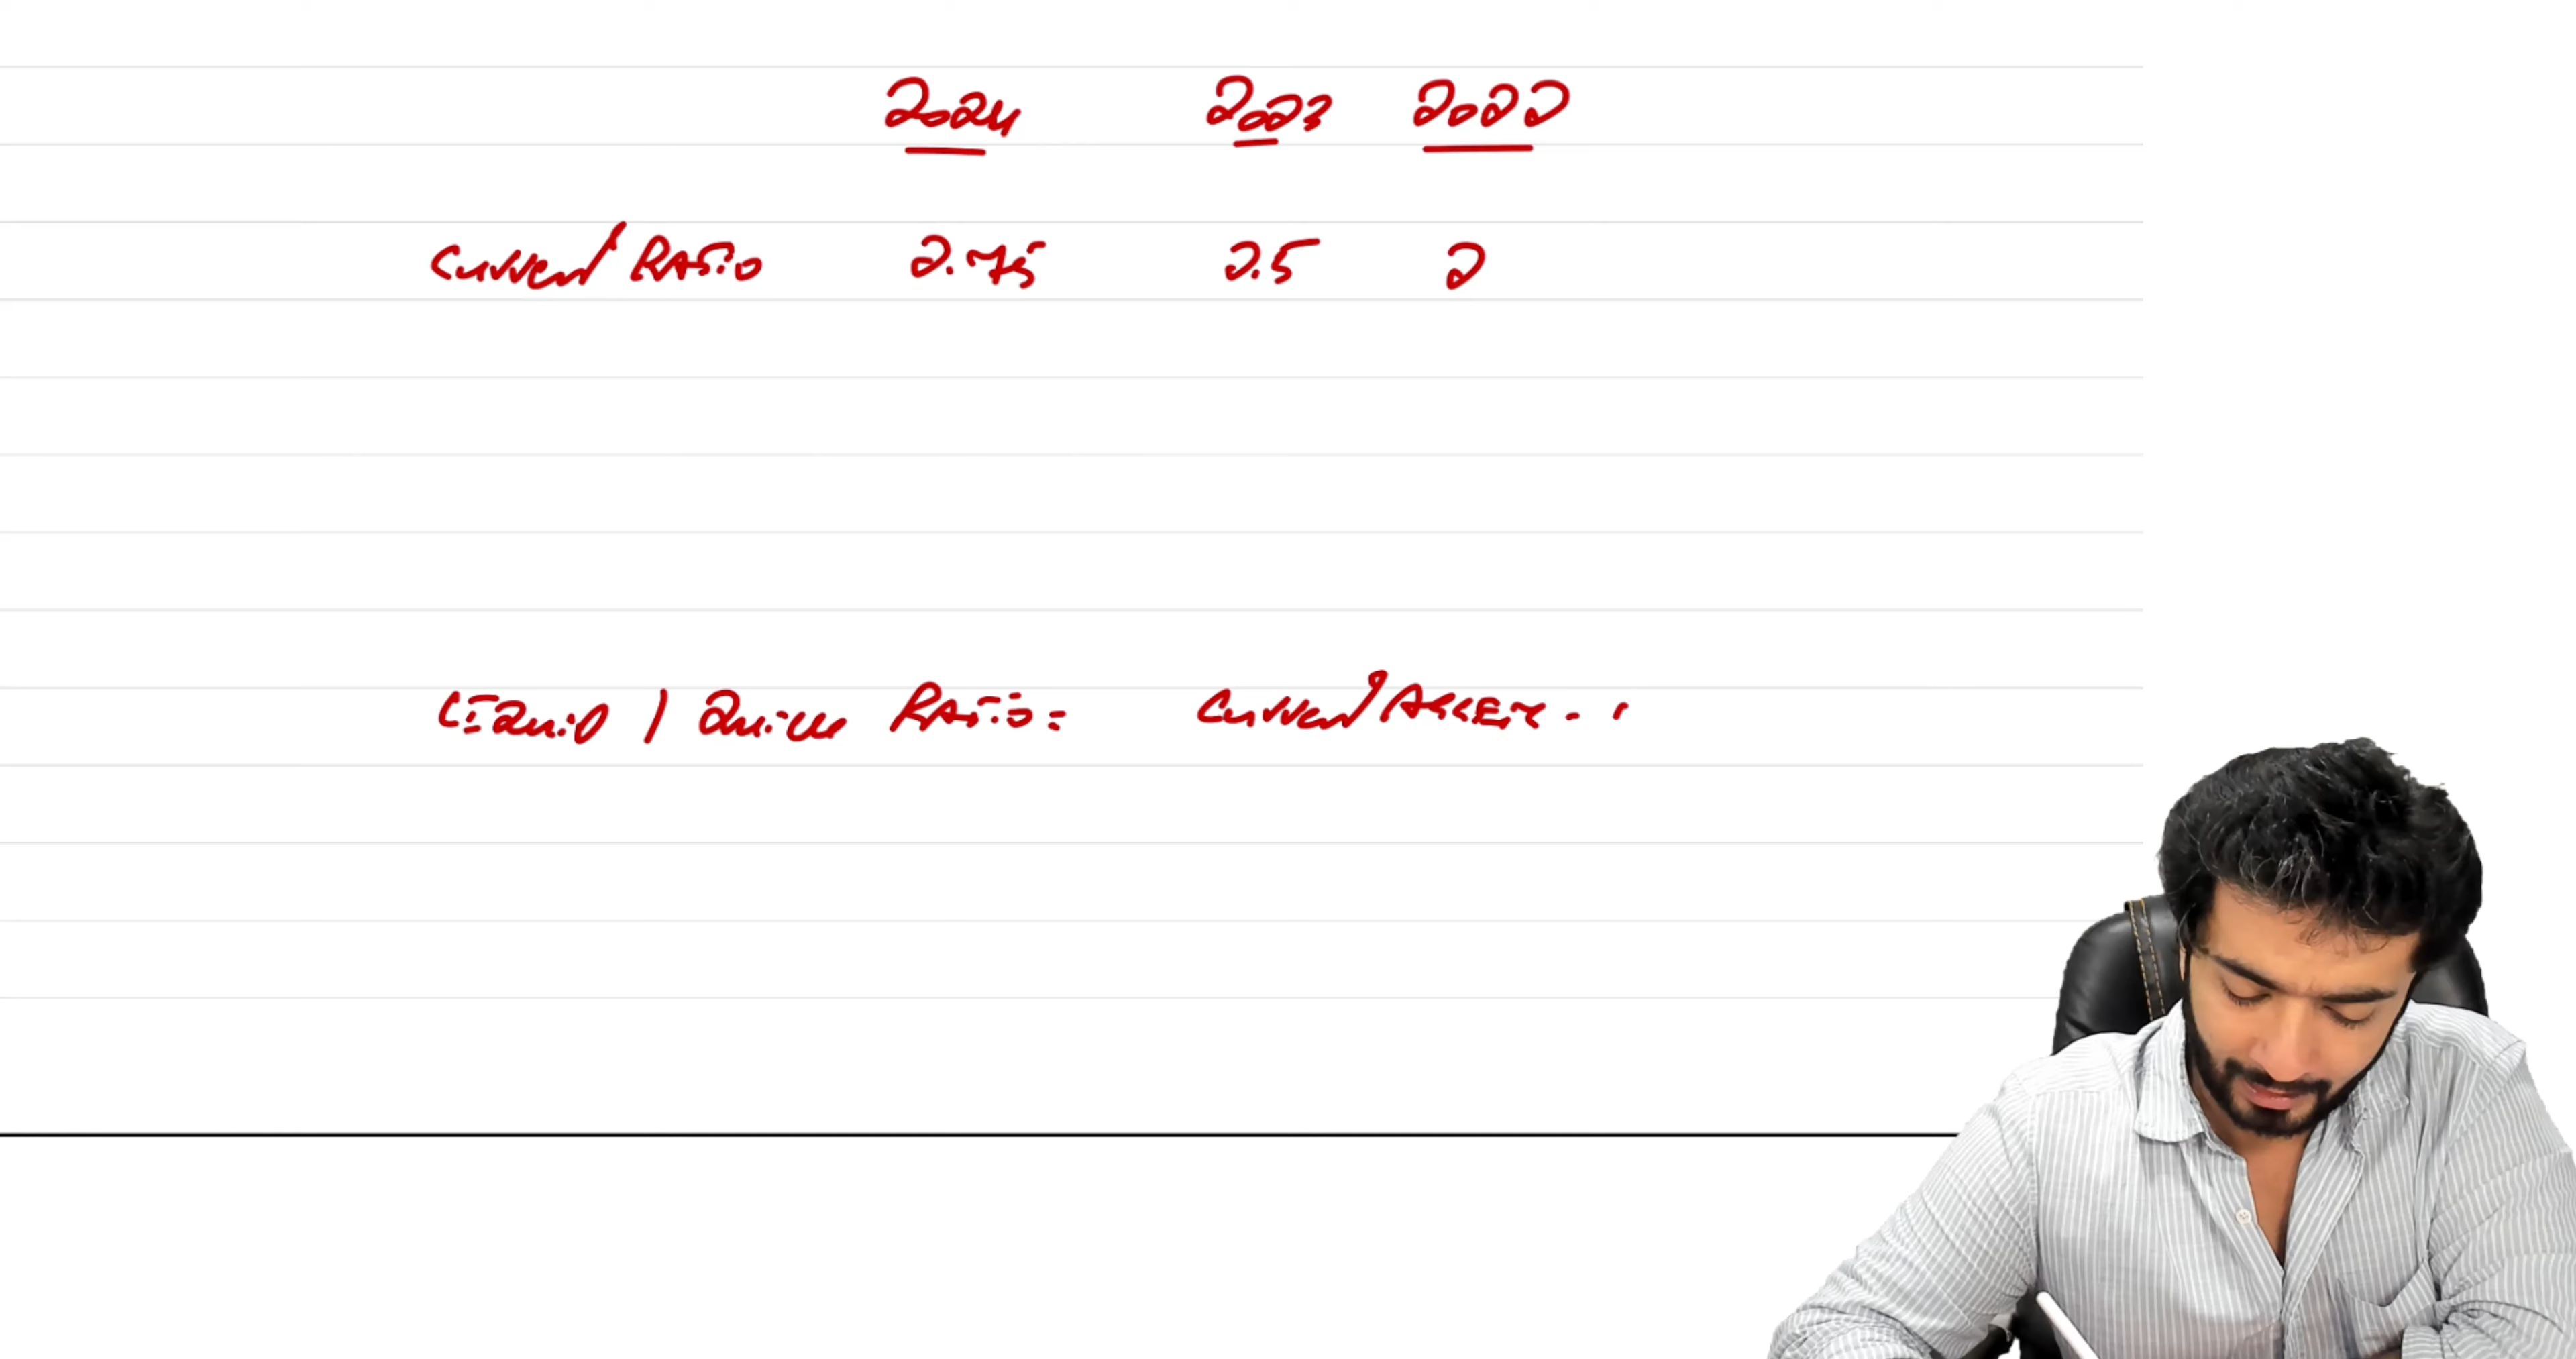 2024 2023 2022
Current Ratio 2.75 2.5 2
Liquid / Quick Ratio = Current Assets -